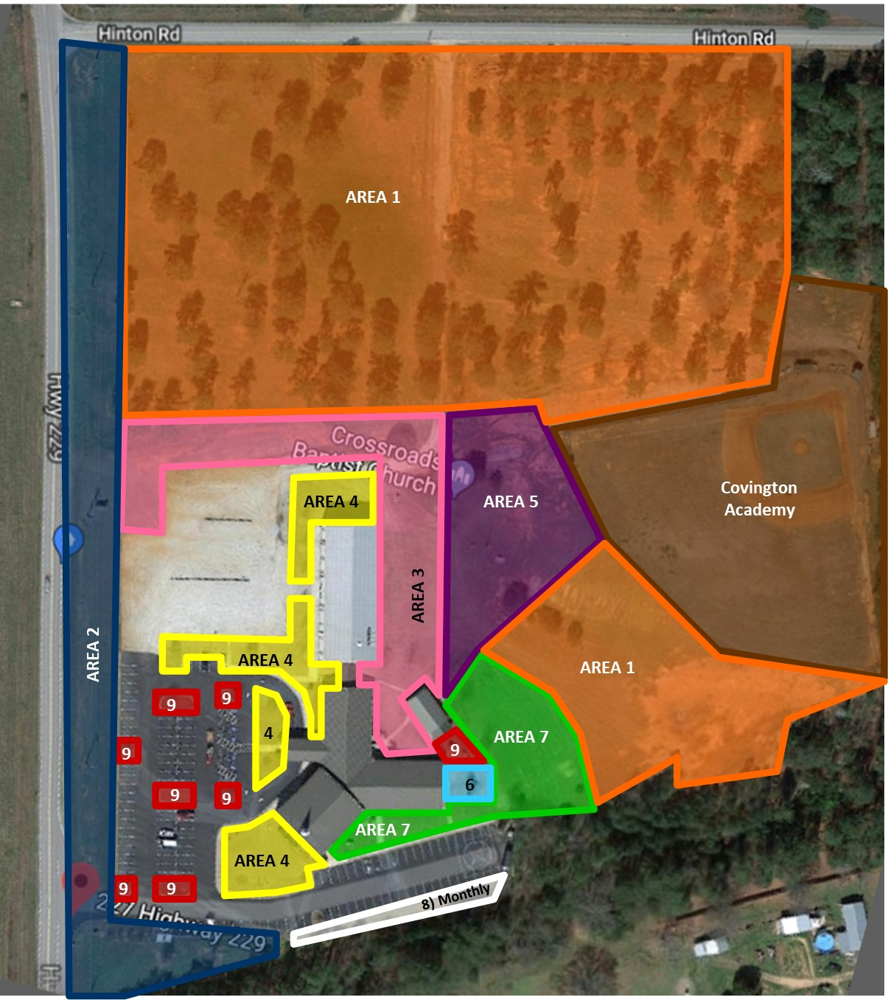 Hinton Rd
Hinton Rd
AREA 1
Hwy 229
Crossroads
Baptist Church
AREA 4
AREA 5
Covington
Academy
AREA 3
AREA 2
AREA 4
AREA 1
9
9
4
AREA 7
9
9
6
9
9
AREA 7
AREA 4
9
9
8) Monthly
227 Highway 229
H